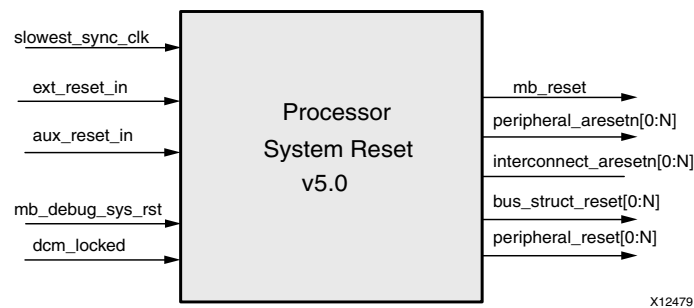 slowest_sync_clk
ext_reset_in
aux_reset_in
mb_debug_sys_rst
dcm_locked
Processor
System Reset
v5.0
mb_reset
peripheral_aresetn[0:N]
interconnect_aresetn[0:N]
bus_struct_reset[0:N]
peripheral_reset[0:N]
X12479